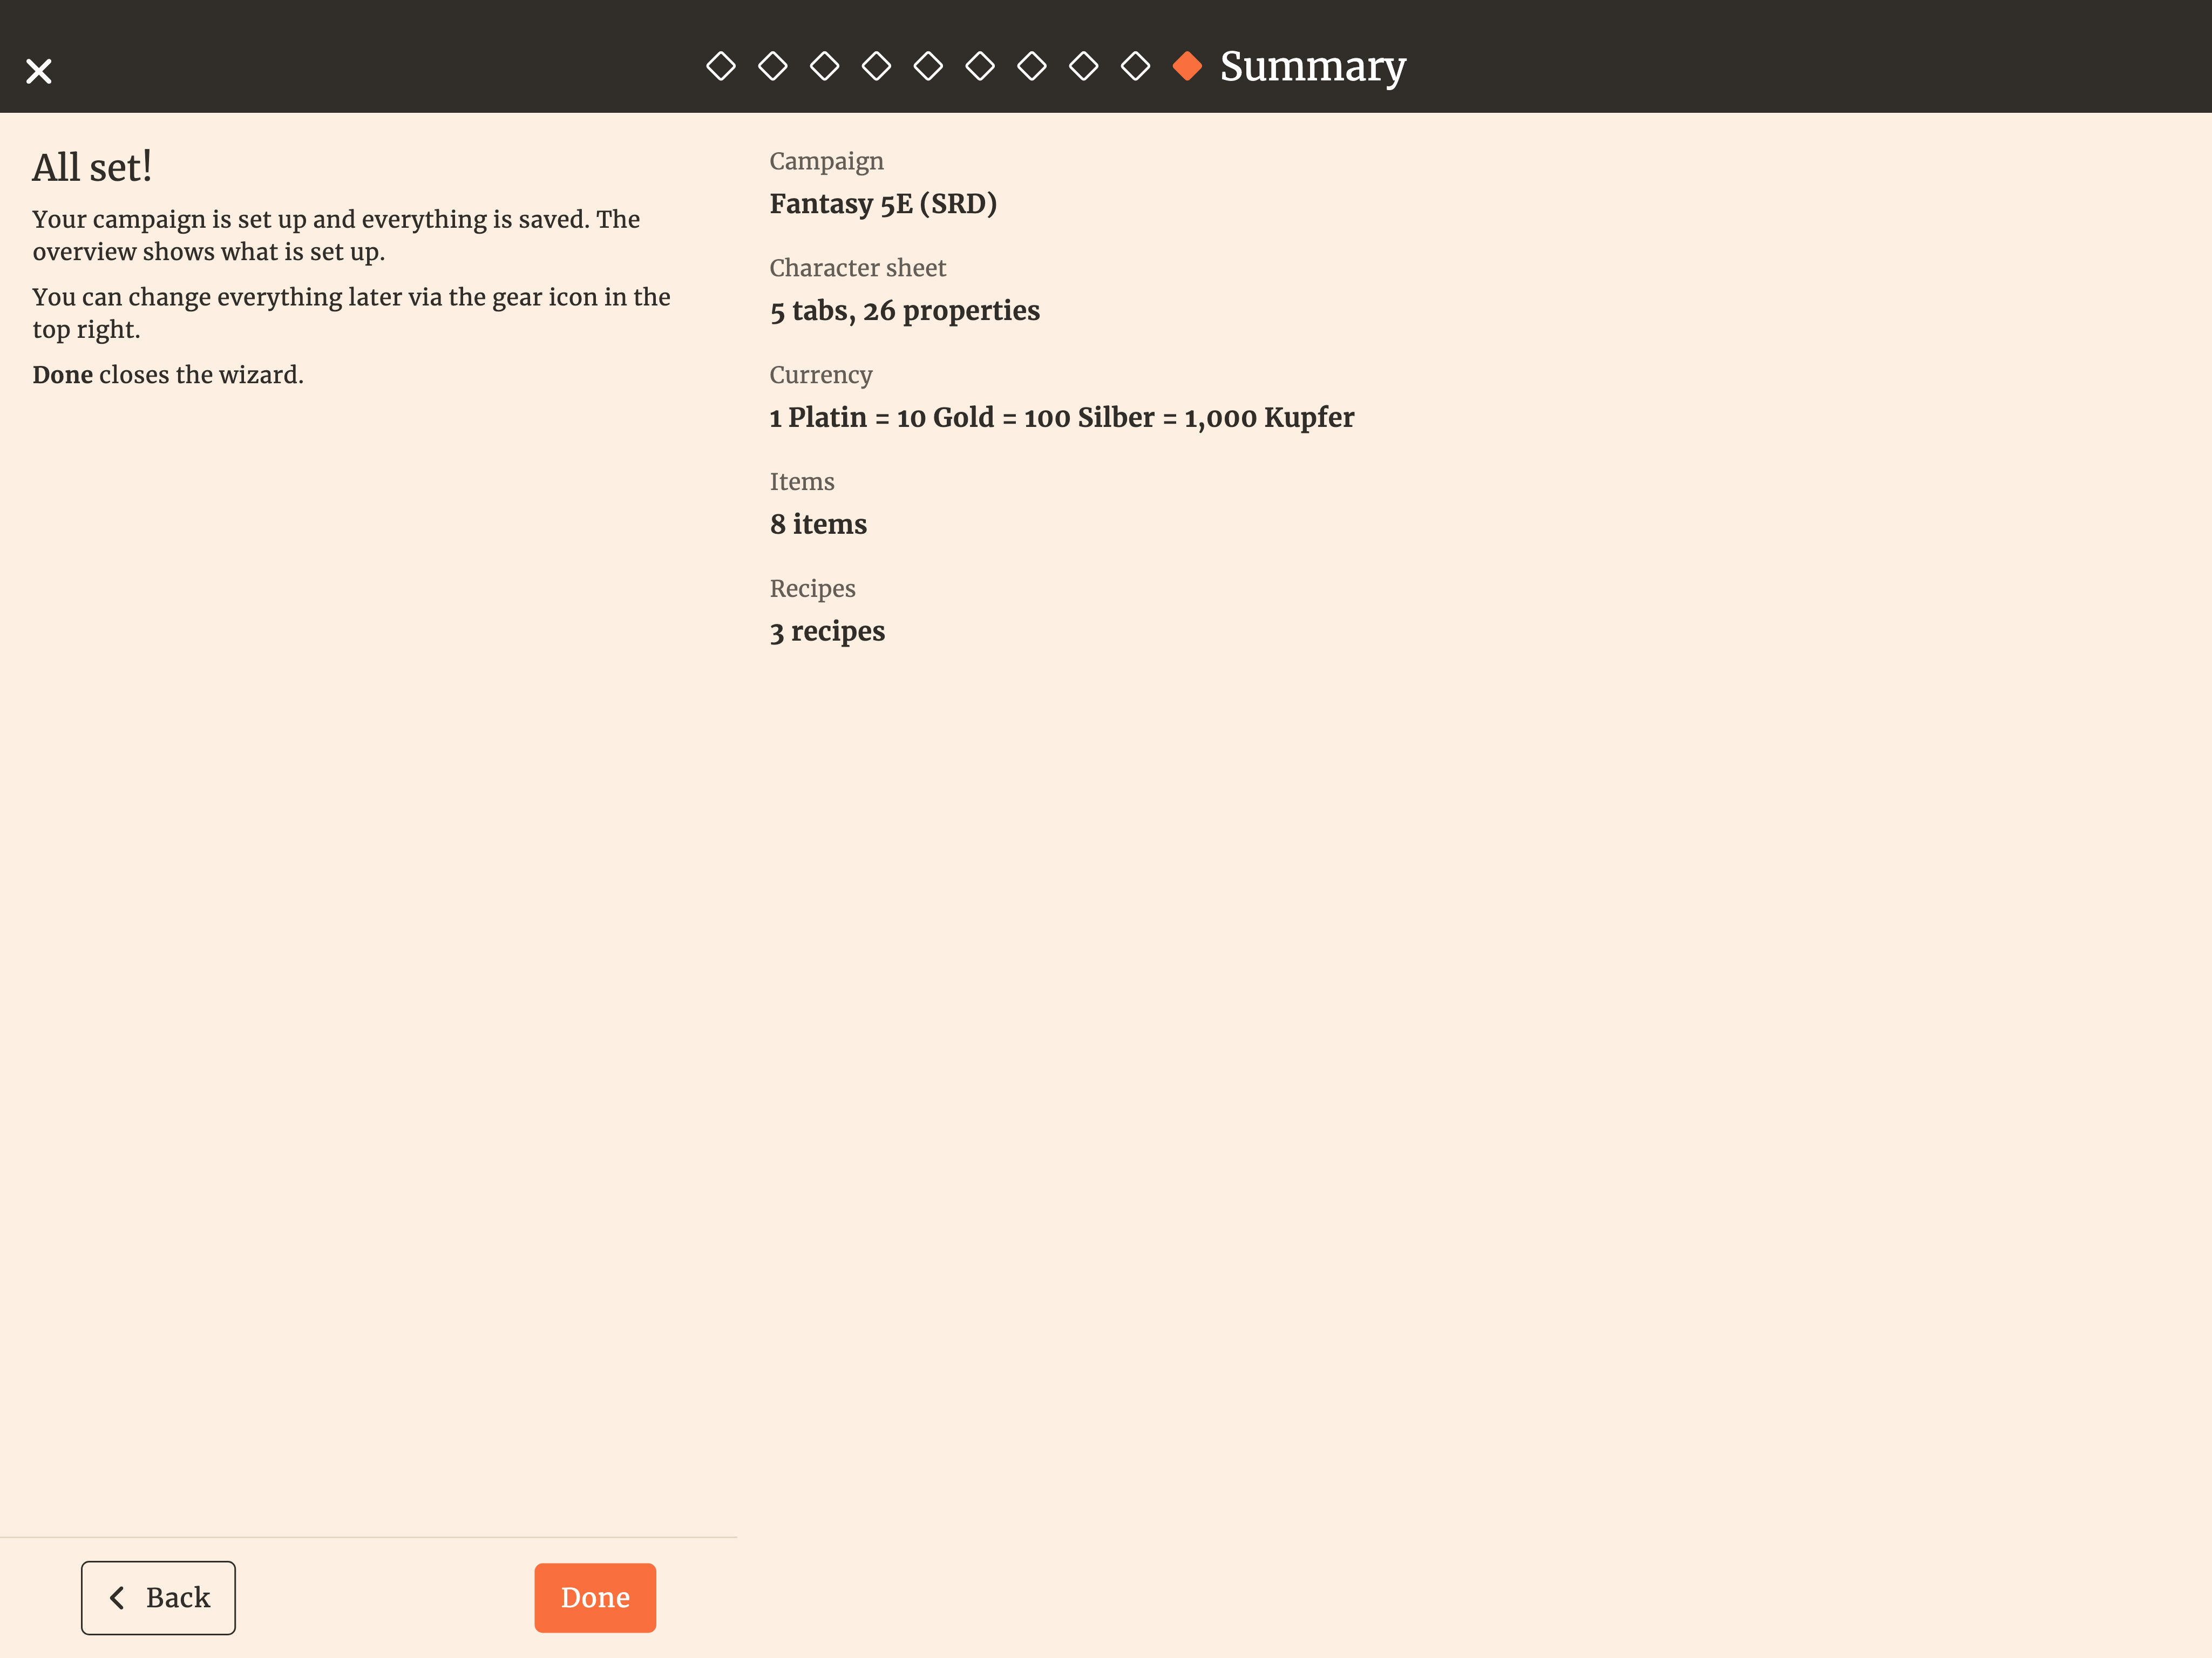 Summary
All set!
Your campaign is set up and everything is saved. The
overview shows what is set up.
You can change everything later via the gear icon in the
top right.
Done closes the wizard.
Campaign
Fantasy 5E (SRD)
Character sheet
5 tabs, 26 properties
Currency
1 Platin = 10 Gold = 100 Silber = 1,000 Kupfer
Items
8 items
Recipes
3 recipes
Back
Done